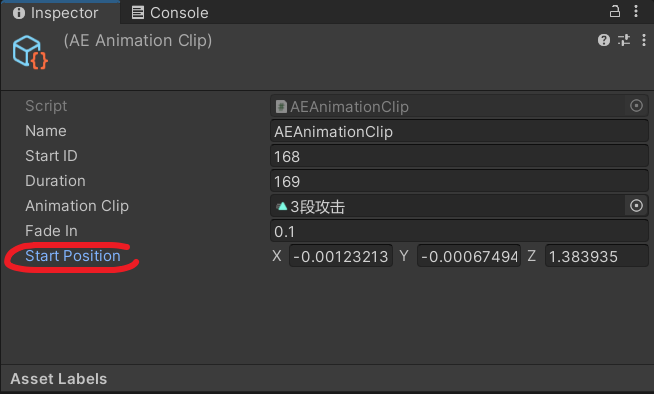 Inspector Console
(AE Animation Clip)
Script AEAnimationClip
Name AEAnimationClip
Start ID 168
Duration 169
Animation Clip 3段攻击
Fade In 0.1
Start Position X -0.00123213 Y -0.00067494 Z 1.383935
Asset Labels